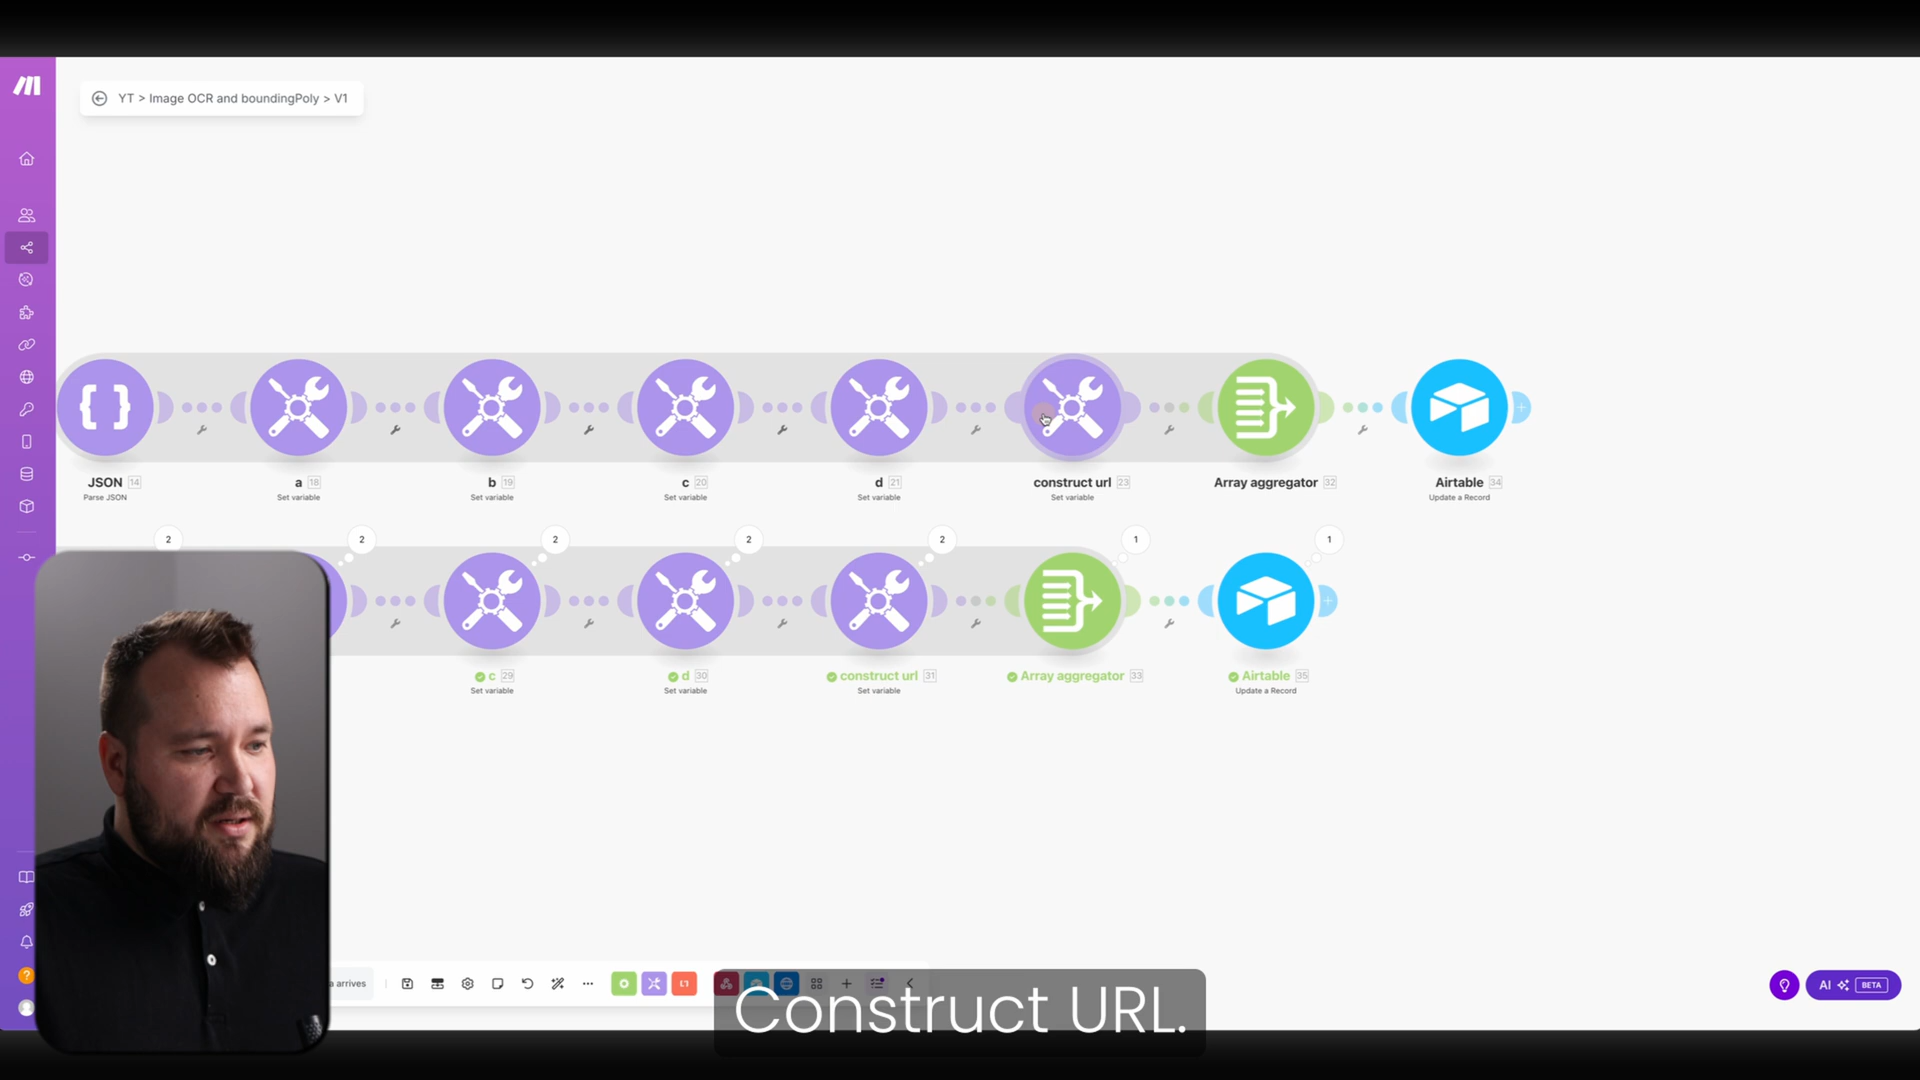 YT > Image OCR and boundingPoly > V1
JSON 14
Parse JSON
a 18
Set variable
b 19
Set variable
c 20
Set variable
d 21
Set variable
construct url 23
Set variable
Array aggregator 32
Airtable 34
Update a Record
2
2
2
2
2
1
1
c 29
Set variable
d 30
Set variable
construct url 31
Set variable
Array aggregator 33
Airtable 35
Update a Record
a arrives
?
AI BETA
Construct URL.